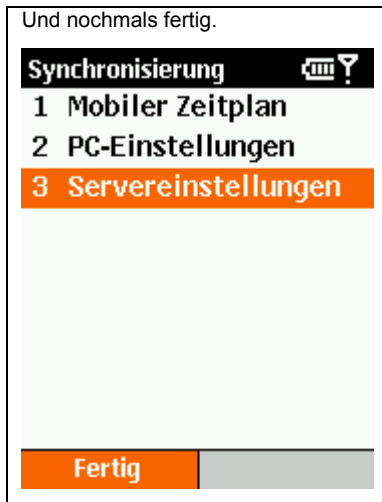 Und nochmals fertig.
Synchronisierung
1 Mobiler Zeitplan
2 PC-Einstellungen
3 Servereinstellungen
Fertig